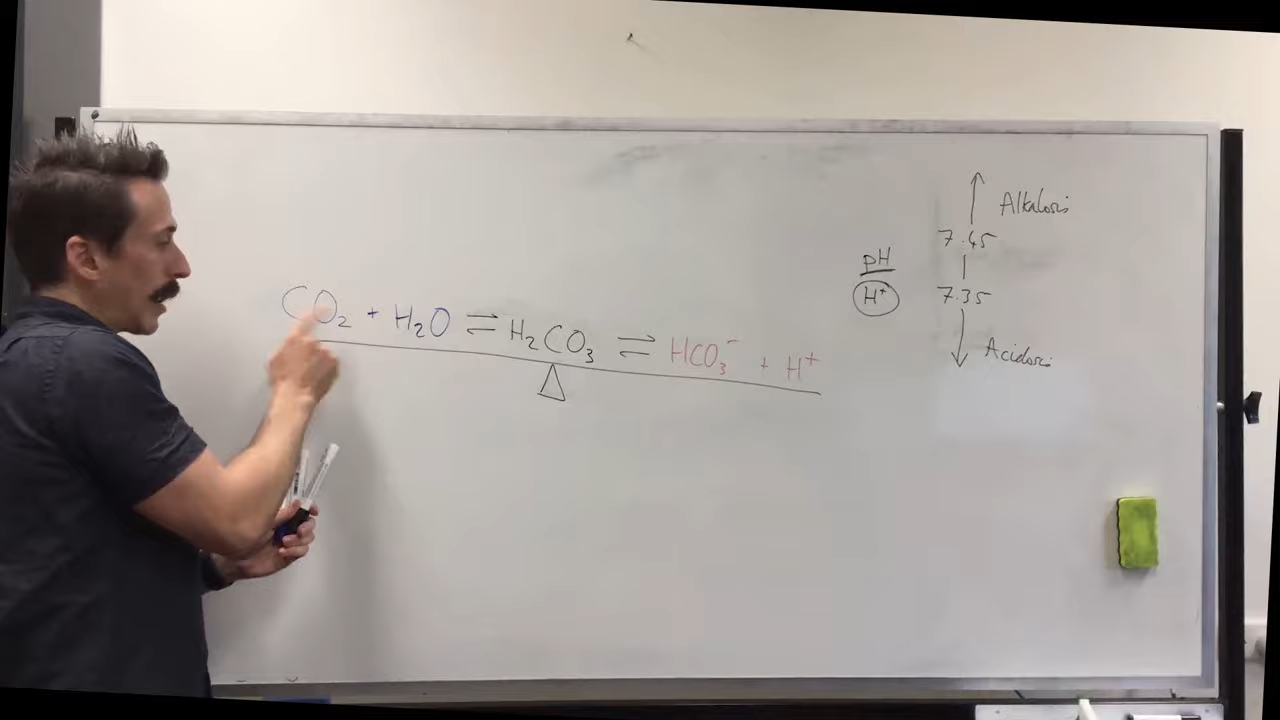 CO₂ + H₂O ⇌ H₂CO₃ ⇌ HCO₃⁻ + H⁺
pH
H⁺
Alkalosis
7.45
7.35
Acidosis